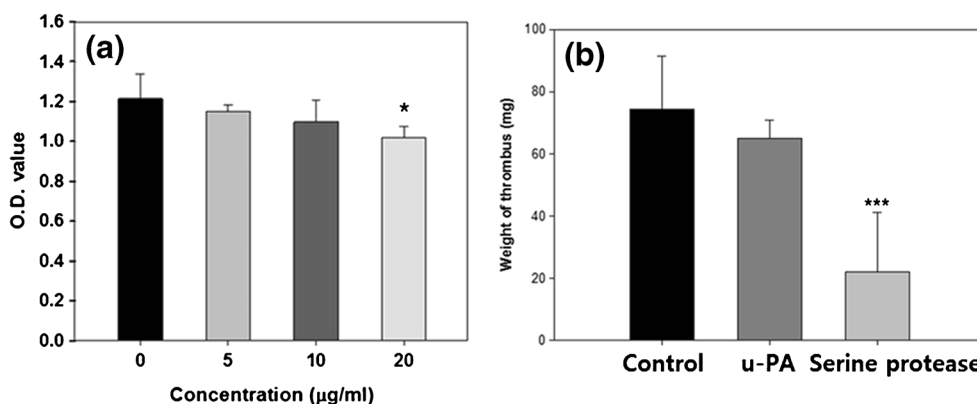 (a)
O.D. value
1.6
1.4
1.2
1.0
0.8
0.6
0.4
0.2
0.0
*
0 5 10 20
Concentration (µg/ml)
(b)
Weight of thrombus (mg)
100
80
60
40
20
0
***
Control u-PA Serine protease